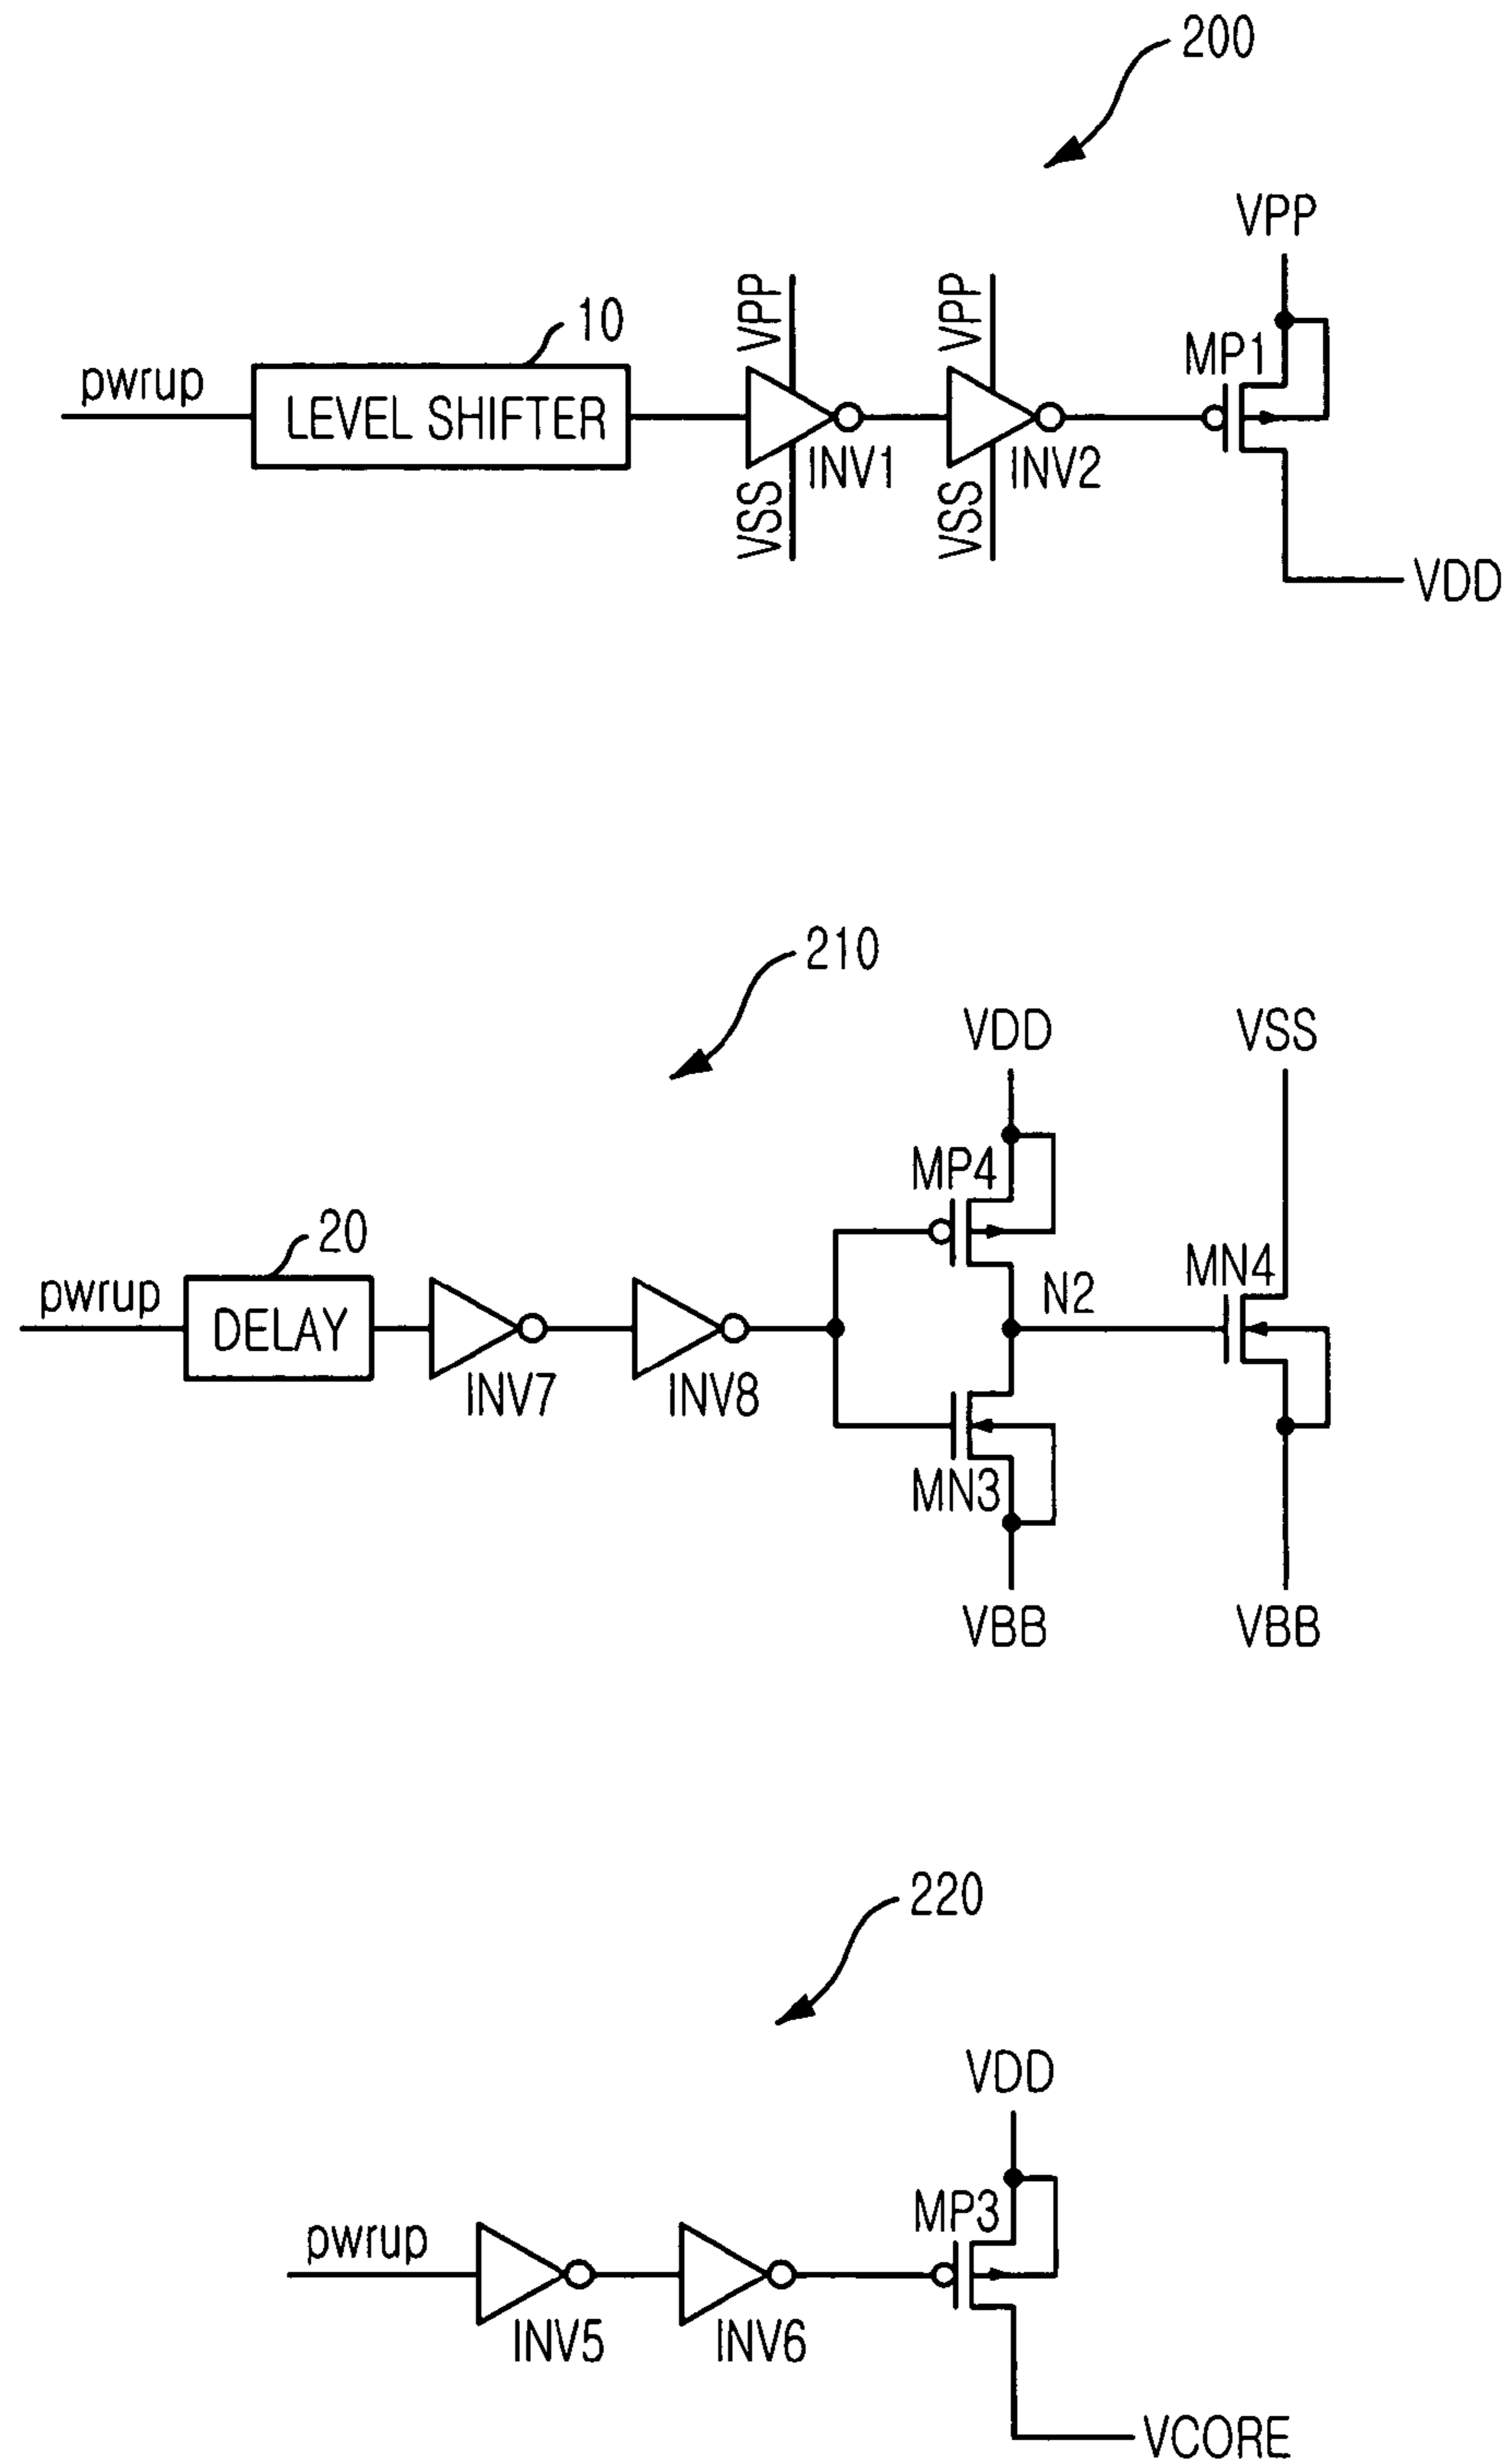 200
VPP
VPP
VPP
10
MP1
pwrup
LEVEL SHIFTER
INV1
INV2
VSS
VSS
VDD
210
VDD
VSS
MP4
20
MN4
N2
pwrup
DELAY
INV7
INV8
MN3
VBB
VBB
220
VDD
MP3
pwrup
INV5
INV6
VCORE